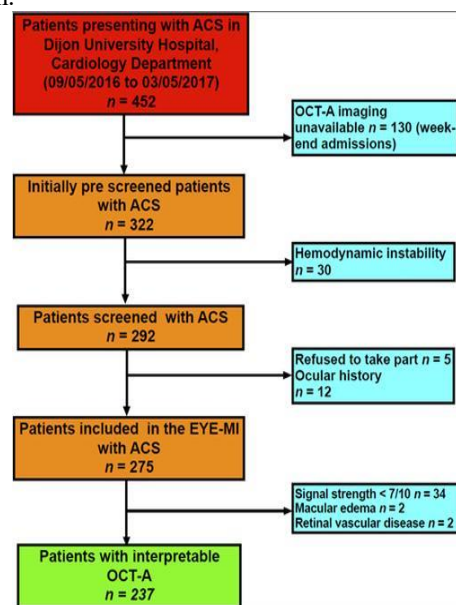 Patients presenting with ACS in
Dijon University Hospital,
Cardiology Department
(09/05/2016 to 03/05/2017)
n = 452
OCT-A imaging
unavailable n = 130 (week-
end admissions)
Initially pre screened patients
with ACS
n = 322
Hemodynamic instability
n = 30
Patients screened with ACS
n = 292
Refused to take part n = 5
Ocular history
n = 12
Patients included in the EYE-MI
with ACS
n = 275
Signal strength < 7/10 n = 34
Macular edema n = 2
Retinal vascular disease n = 2
Patients with interpretable
OCT-A
n = 237